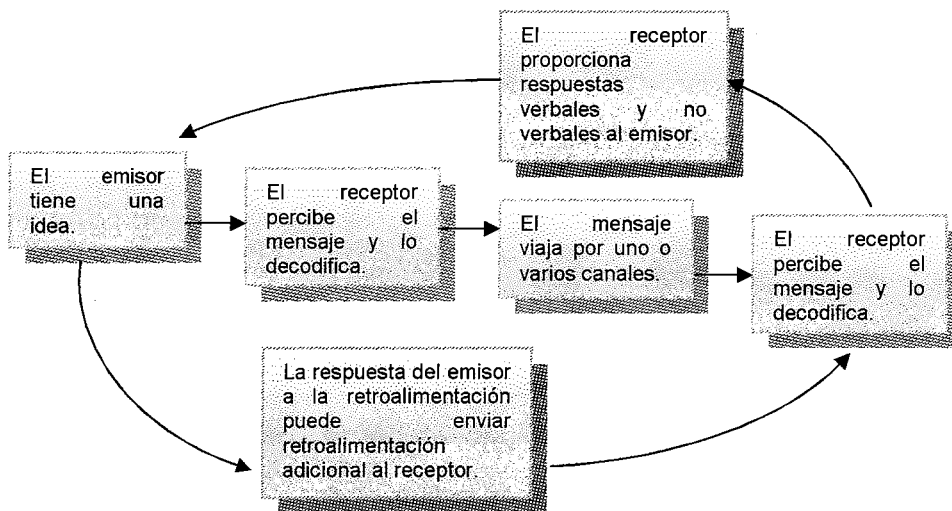 El receptor
proporciona
respuestas
verbales y no
verbales al emisor.
El emisor
tiene una
idea.
El receptor
percibe el
mensaje y lo
decodifica.
El mensaje
viaja por uno o
varios canales.
El receptor
percibe el
mensaje y lo
decodifica.
La respuesta del emisor
a la retroalimentación
puede enviar
retroalimentación
adicional al receptor.